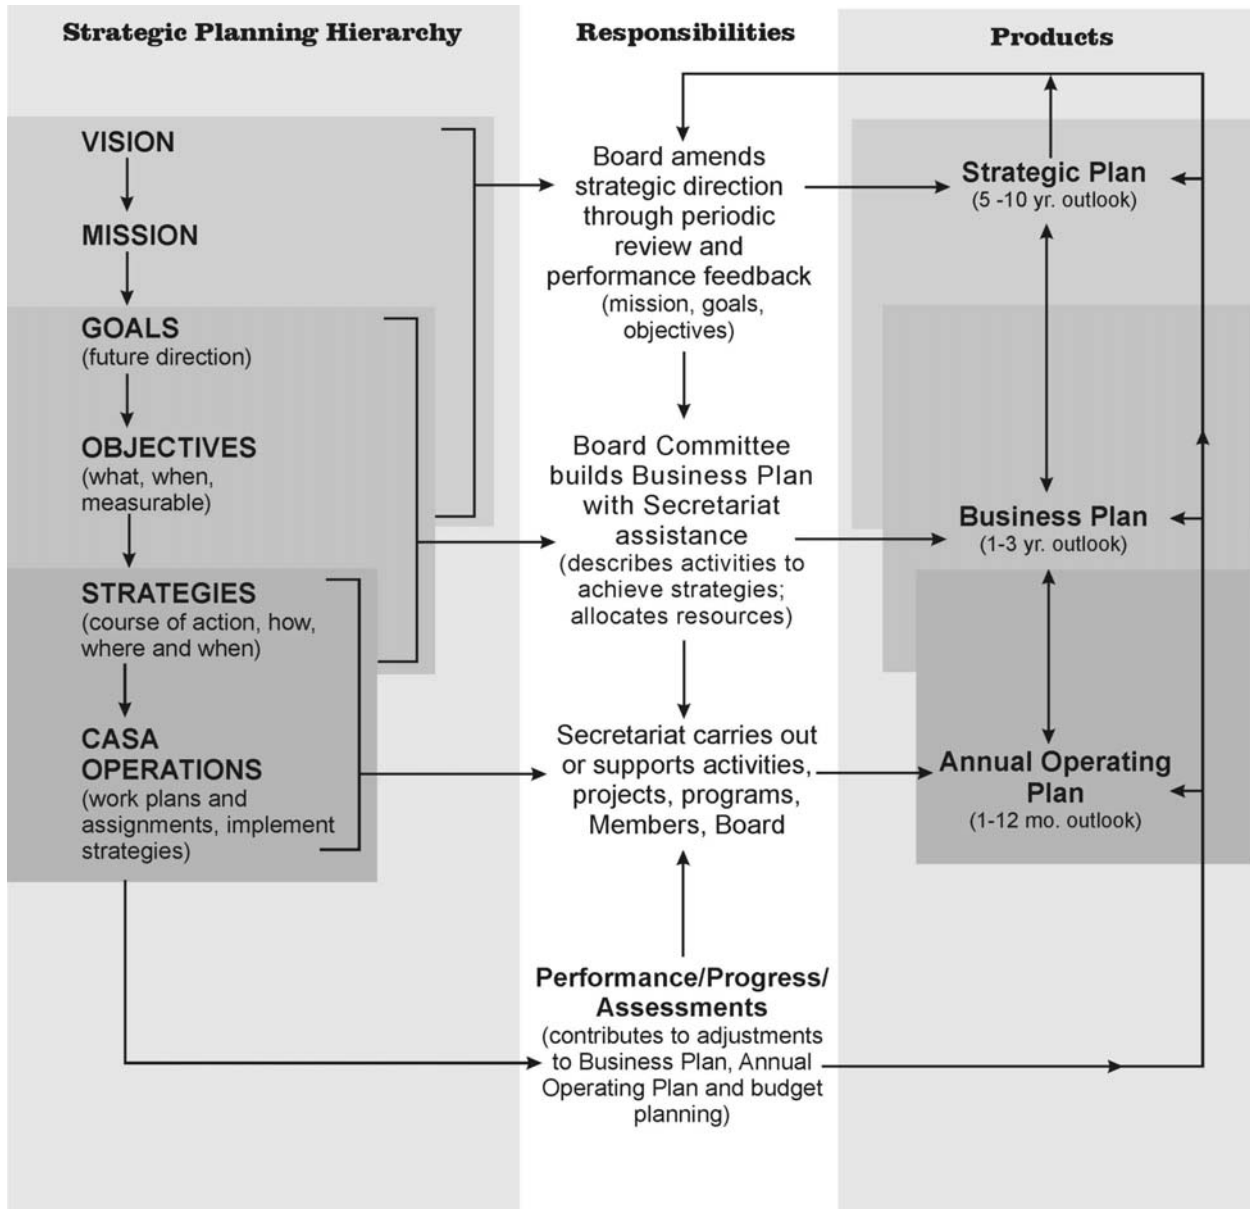 Strategic Planning Hierarchy
VISION
MISSION
GOALS
(future direction)
OBJECTIVES
(what, when,
measurable)
STRATEGIES
(course of action, how,
where and when)
CASA
OPERATIONS
(work plans and
assignments, implement
strategies)
Responsibilities
Board amends
strategic direction
through periodic
review and
performance feedback
(mission, goals,
objectives)
Board Committee
builds Business Plan
with Secretariat
assistance
(describes activities to
achieve strategies;
allocates resources)
Secretariat carries out
or supports activities,
projects, programs,
Members, Board
Performance/Progress/
Assessments
(contributes to adjustments
to Business Plan, Annual
Operating Plan and budget
planning)
Products
Strategic Plan
(5 -10 yr. outlook)
Business Plan
(1-3 yr. outlook)
Annual Operating
Plan
(1-12 mo. outlook)